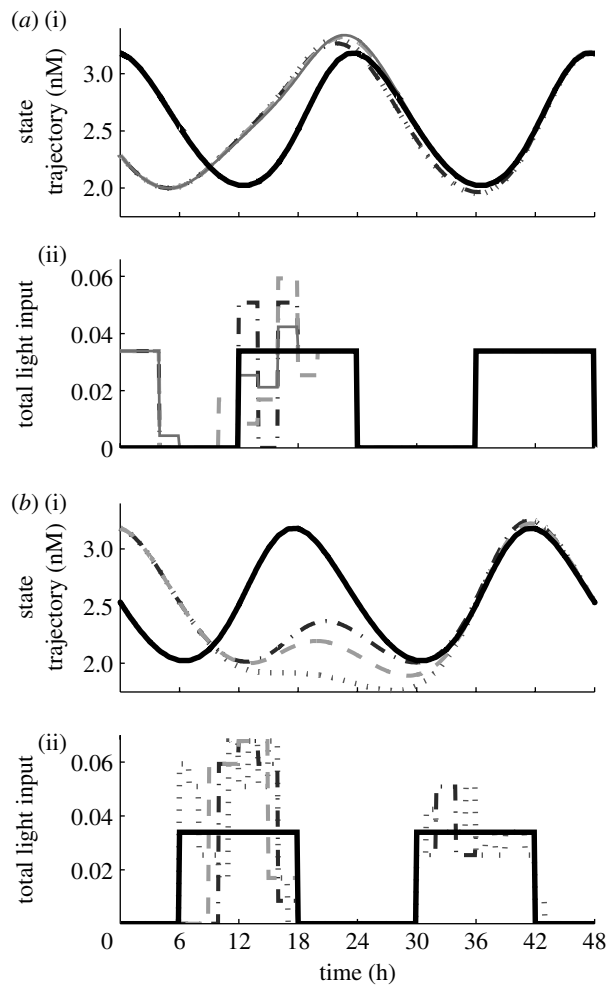 (a) (i)
state
trajectory (nM)
3.0
2.5
2.0
(ii)
total light input
0.06
0.04
0.02
0
(b) (i)
state
trajectory (nM)
3.0
2.5
2.0
(ii)
total light input
0.06
0.04
0.02
0 6 12 18 24 30 36 42 48
time (h)